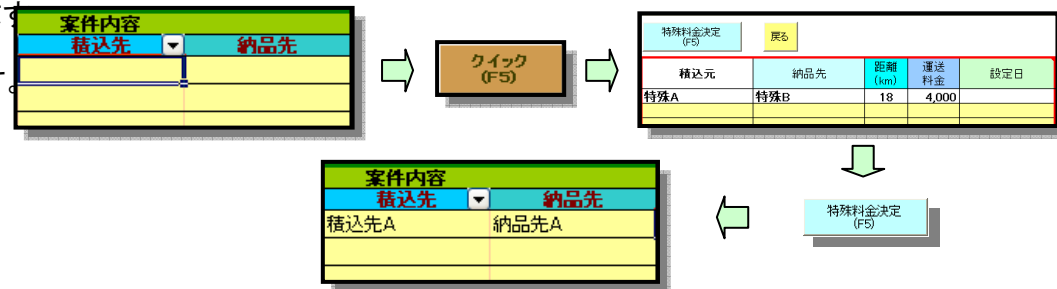 す
案件内容
積込先 納品先
す。
クイック
(F5)
特殊料金決定
(F5)
戻る
積込元 納品先 距離
(km) 運送
料金 設定日
特殊A 特殊B 18 4,000
特殊料金決定
(F5)
案件内容
積込先 納品先
積込先A 納品先A